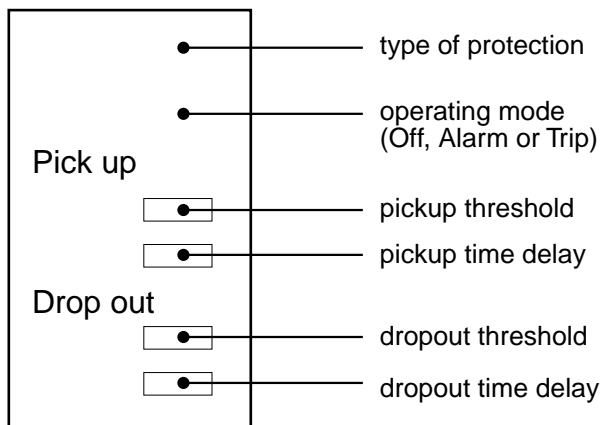 type of protection
operating mode
(Off, Alarm or Trip)
Pick up
pickup threshold
pickup time delay
Drop out
dropout threshold
dropout time delay